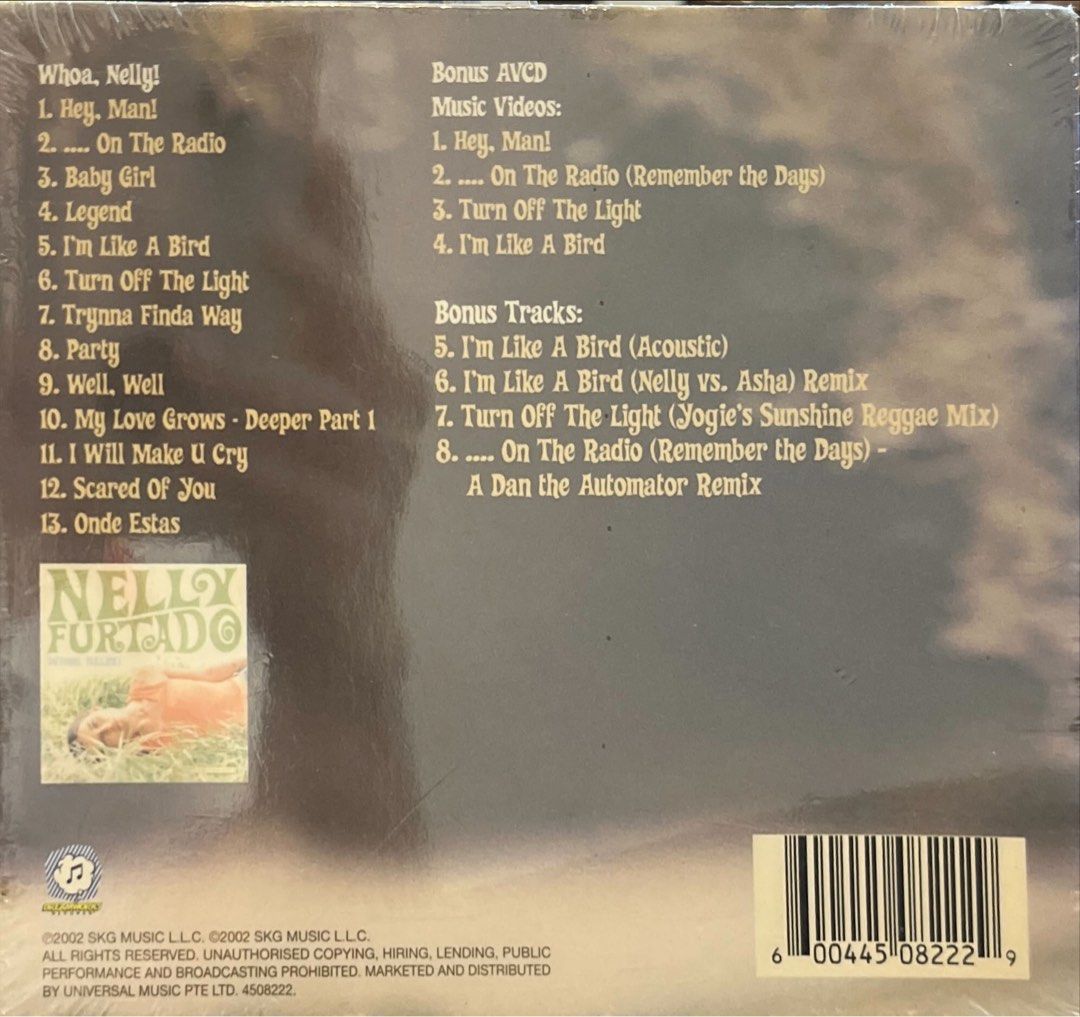 Whoa, Nelly!
1. Hey, Man!
2. .... On The Radio
3. Baby Girl
4. Legend
5. I'm Like A Bird
6. Turn Off The Light
7. Trynna Finda Way
8. Party
9. Well, Well
10. My Love Grows - Deeper Part 1
11. I Will Make U Cry
12. Scared Of You
13. Onde Estas
Bonus AVCD
Music Videos:
1. Hey, Man!
2. .... On The Radio (Remember the Days)
3. Turn Off The Light
4. I'm Like A Bird
Bonus Tracks:
5. I'm Like A Bird (Acoustic)
6. I'm Like A Bird (Nelly vs. Asha) Remix
7. Turn Off The Light (Yogie's Sunshine Reggae Mix)
8. .... On The Radio (Remember the Days) -
A Dan the Automator Remix
NELLY
FURTADO
DREAMWORKS
RECORDS
©2002 SKG MUSIC L.L.C. ©2002 SKG MUSIC L.L.C.
ALL RIGHTS RESERVED. UNAUTHORISED COPYING, HIRING, LENDING, PUBLIC
PERFORMANCE AND BROADCASTING PROHIBITED. MARKETED AND DISTRIBUTED
BY UNIVERSAL MUSIC PTE LTD. 4508222.
6 00445 08222 9